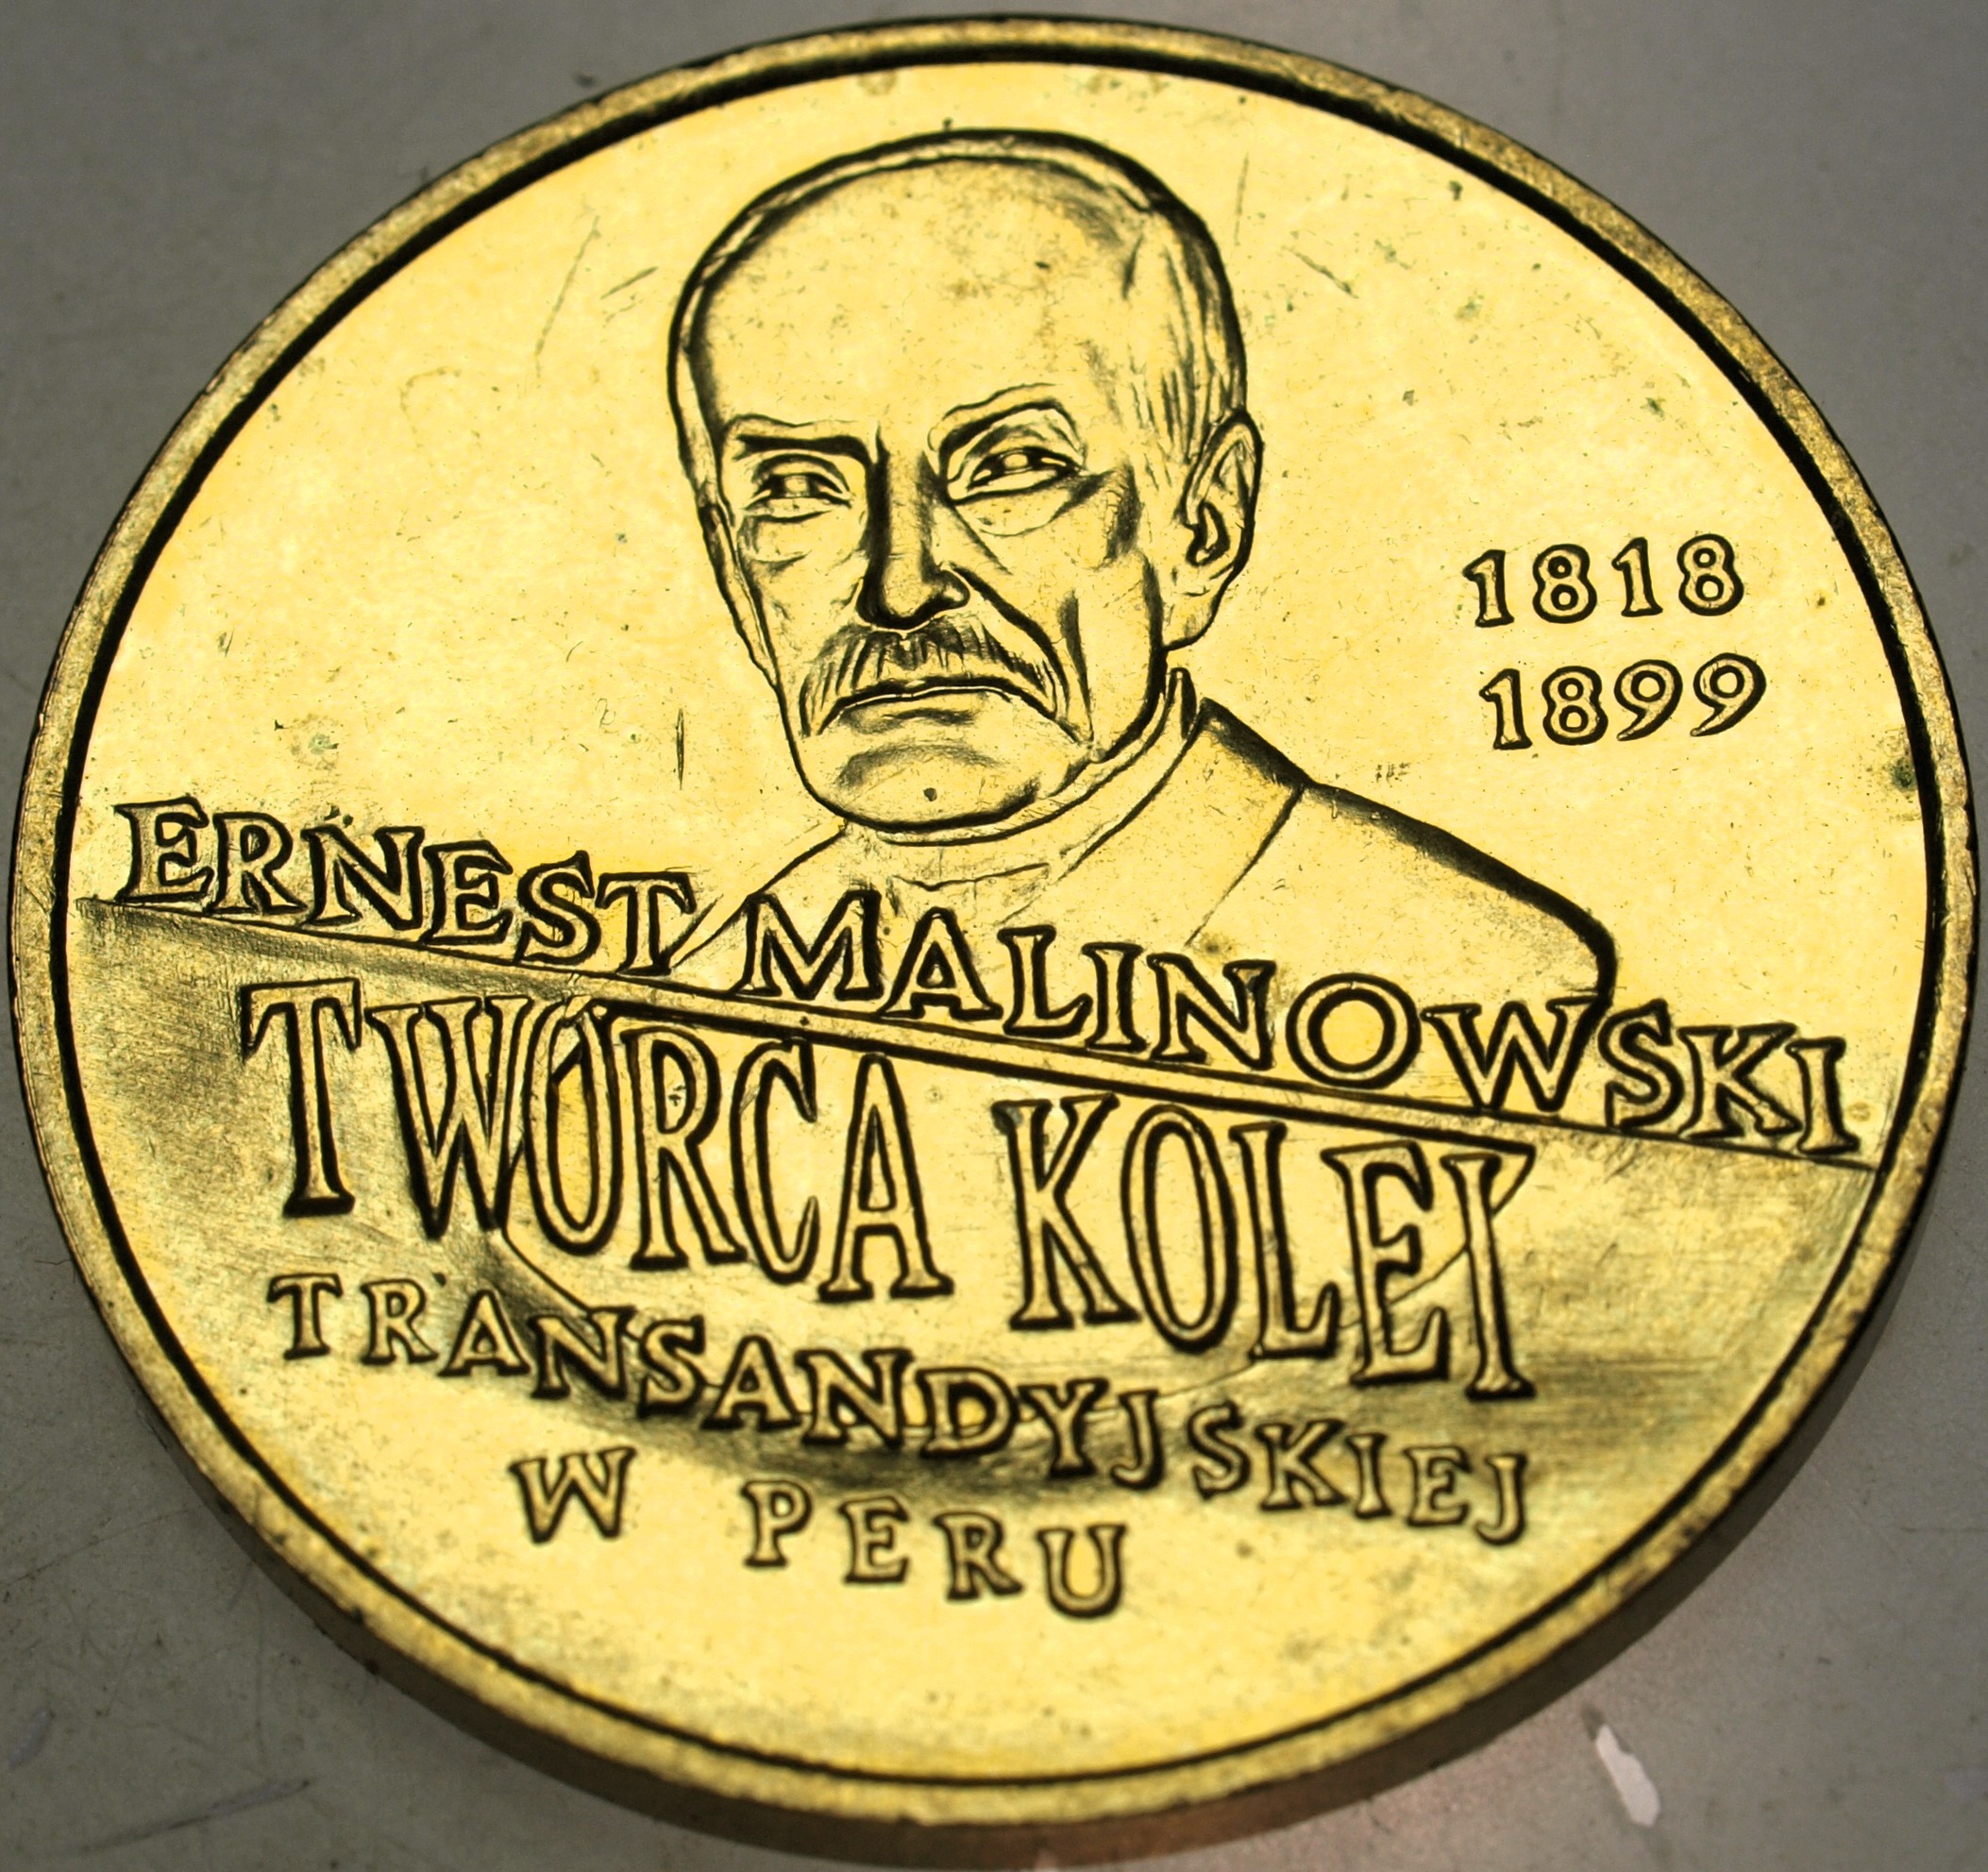 1818
1899
ERNEST MALINOWSKI
TWÓRCA KOLEI
TRANSANDYJSKIEJ
W PERU